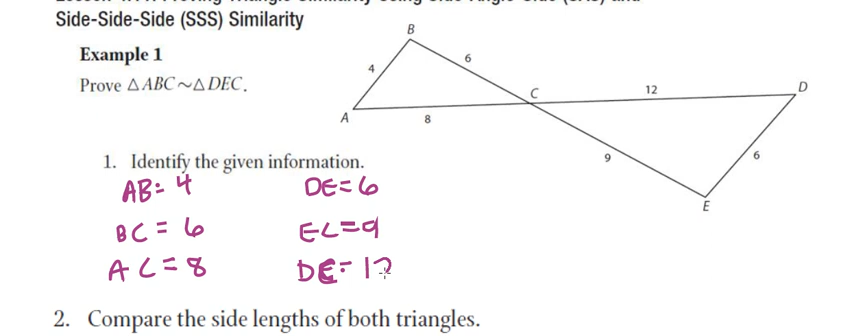 Side-Side-Side (SSS) Similarity
Example 1
Prove △ABC~△DEC.
B
4
6
C
12
D
A
8
9
6
E
1. Identify the given information.
AB = 4 DE = 6
BC = 6 EC = 9
AC = 8 DC = 12
2. Compare the side lengths of both triangles.